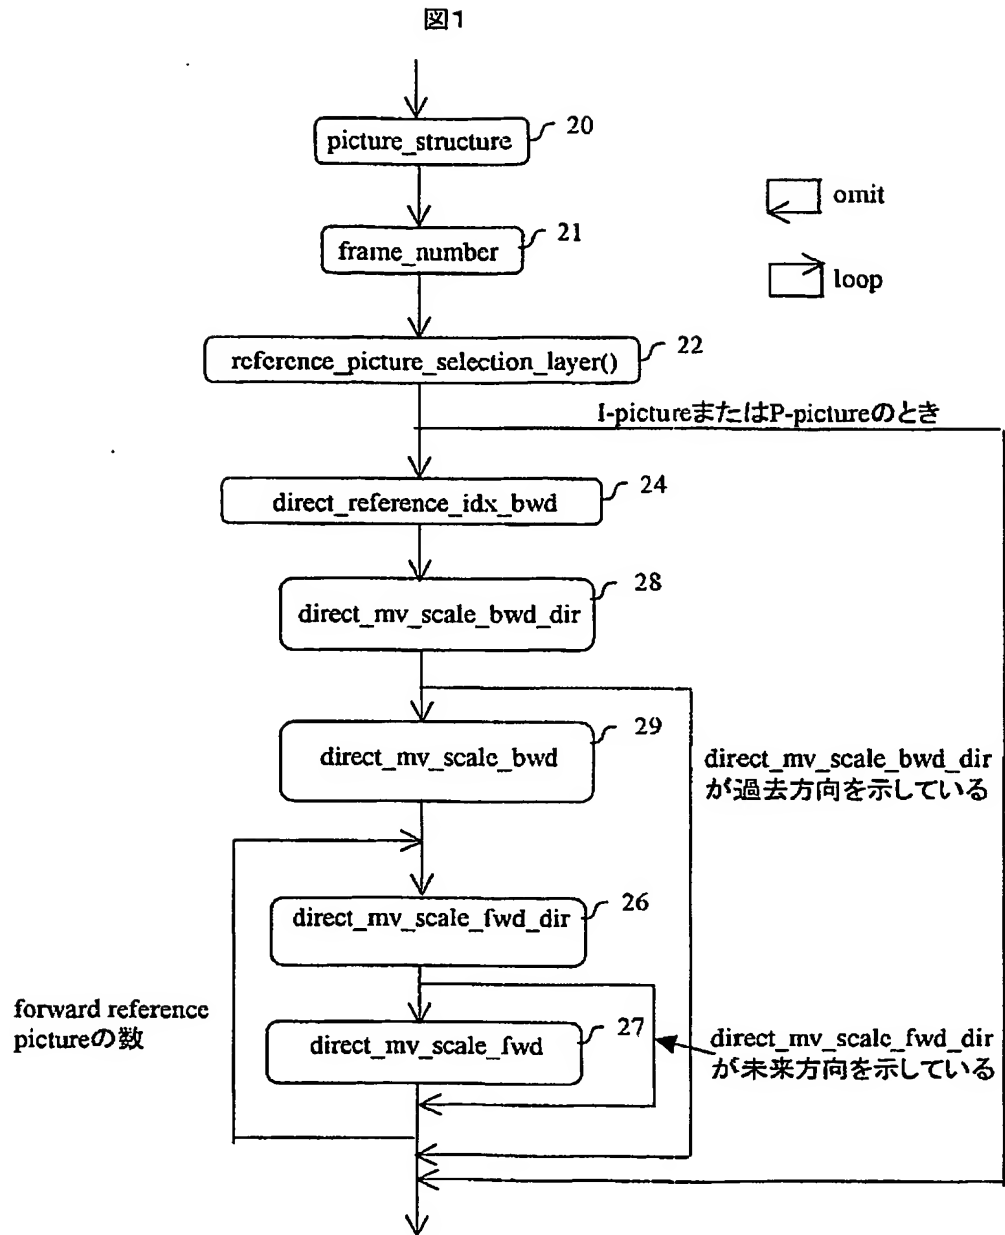 図1
picture_structure
20
frame_number
21
omit
loop
reference_picture_selection_layer()
22
I-pictureまたはP-pictureのとき
direct_reference_idx_bwd
24
direct_mv_scale_bwd_dir
28
direct_mv_scale_bwd
29
direct_mv_scale_bwd_dir
が過去方向を示している
direct_mv_scale_fwd_dir
26
forward reference
pictureの数
direct_mv_scale_fwd
27
direct_mv_scale_fwd_dir
が未来方向を示している